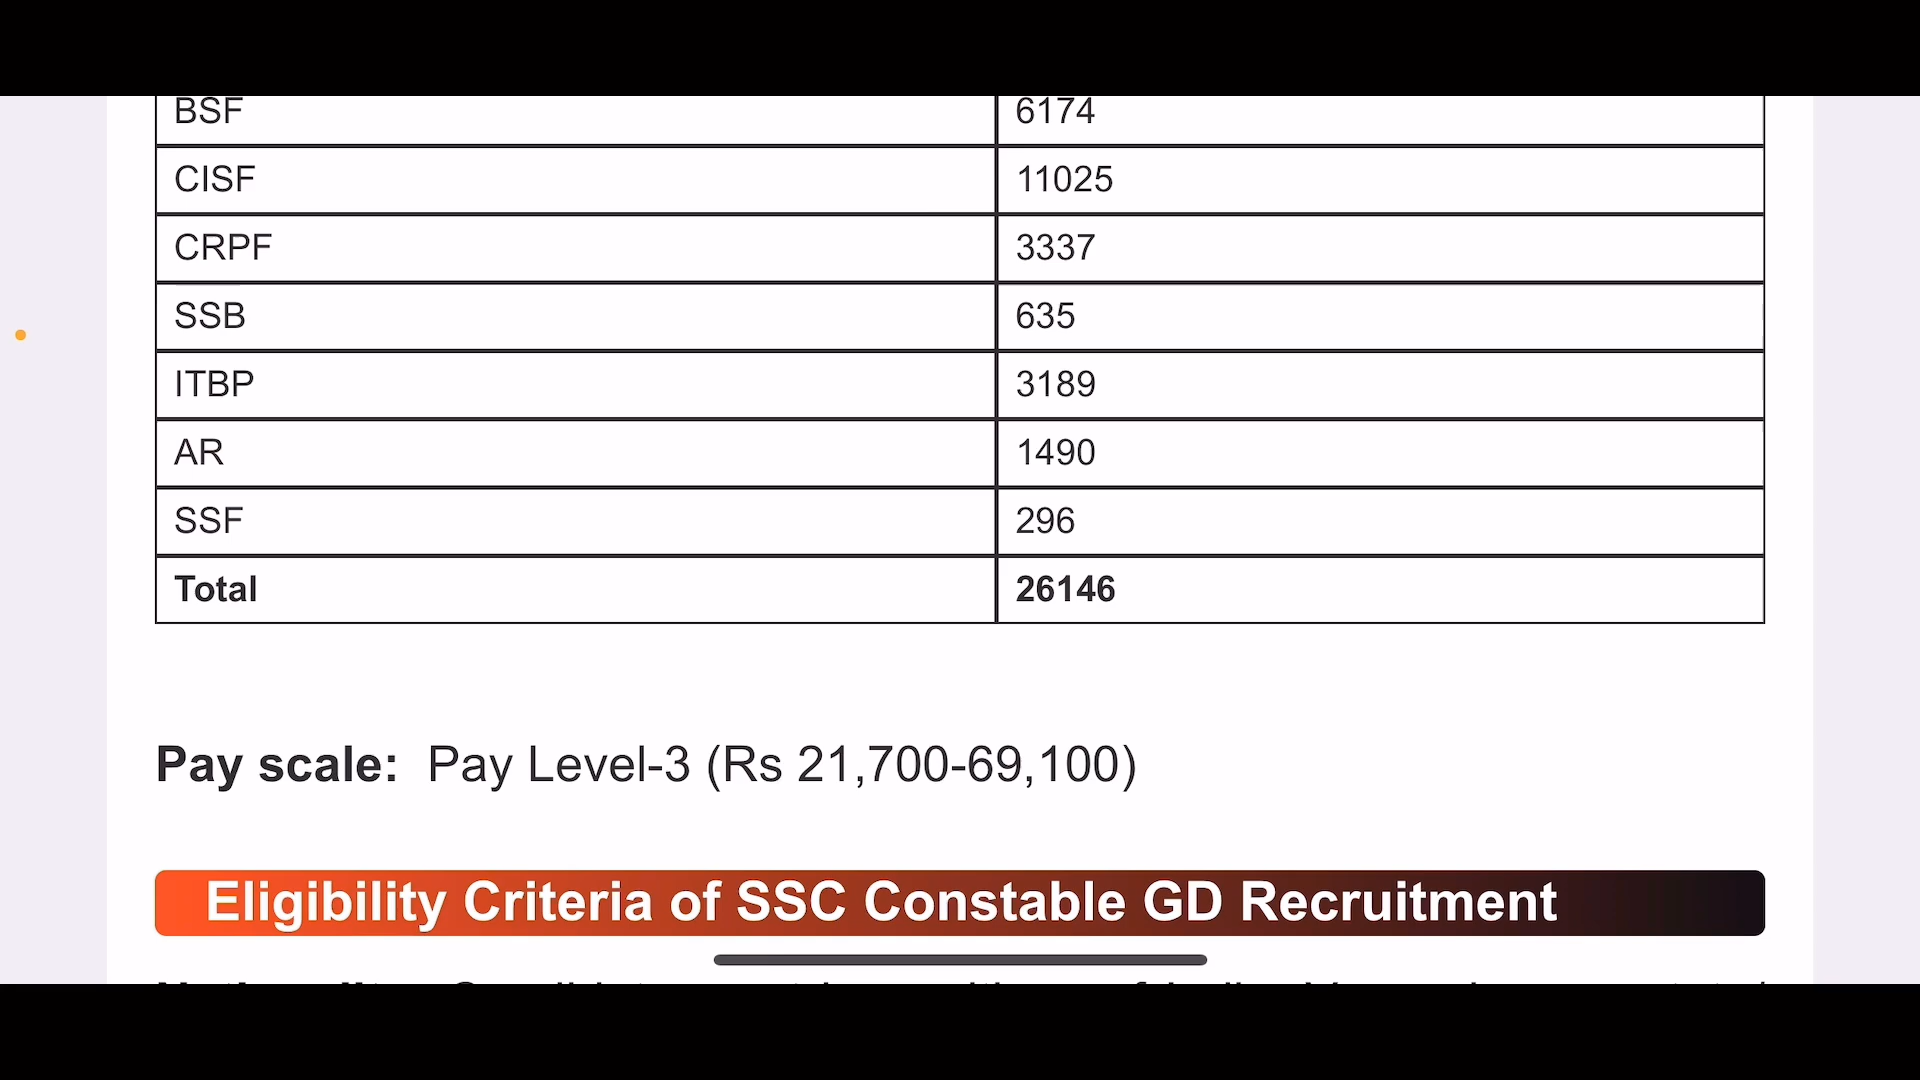 BSF 6174
CISF 11025
CRPF 3337
SSB 635
ITBP 3189
AR 1490
SSF 296
Total 26146
Pay scale: Pay Level-3 (Rs 21,700-69,100)
Eligibility Criteria of SSC Constable GD Recruitment